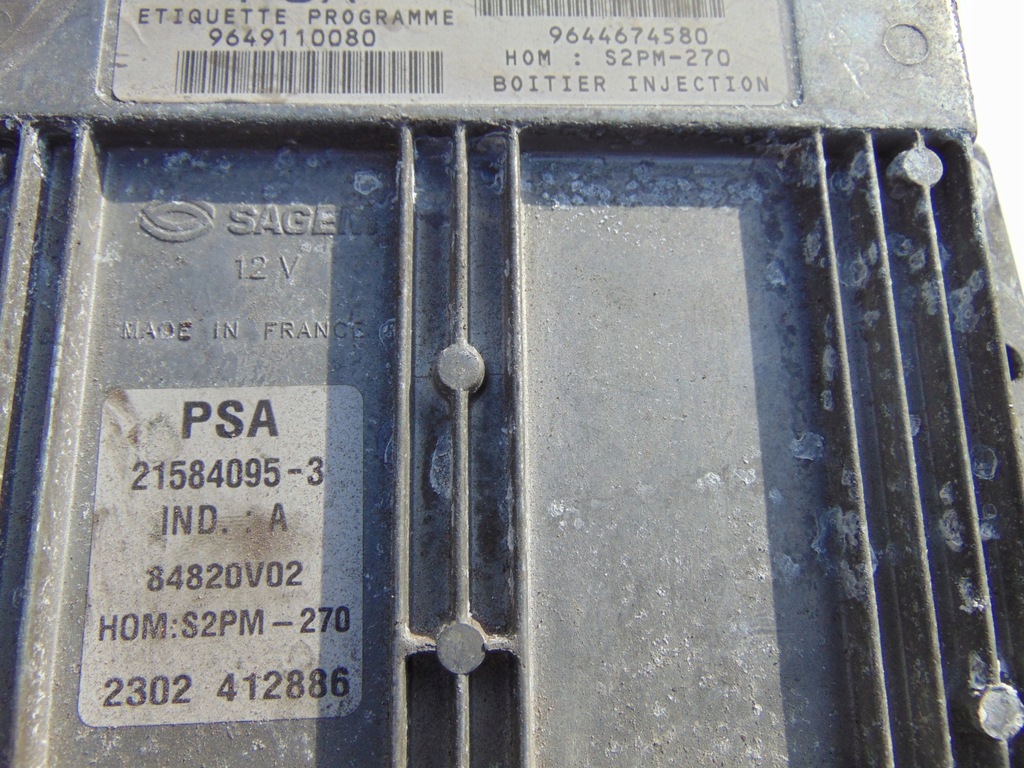 PSA
ETIQUETTE PROGRAMME
9649110080
9644674580
HOM : S2PM-270
BOITIER INJECTION
SAGEM
12 V
MADE IN FRANCE
PSA
21584095-3
IND. : A
84820V02
HOM:S2PM-270
2302 412886